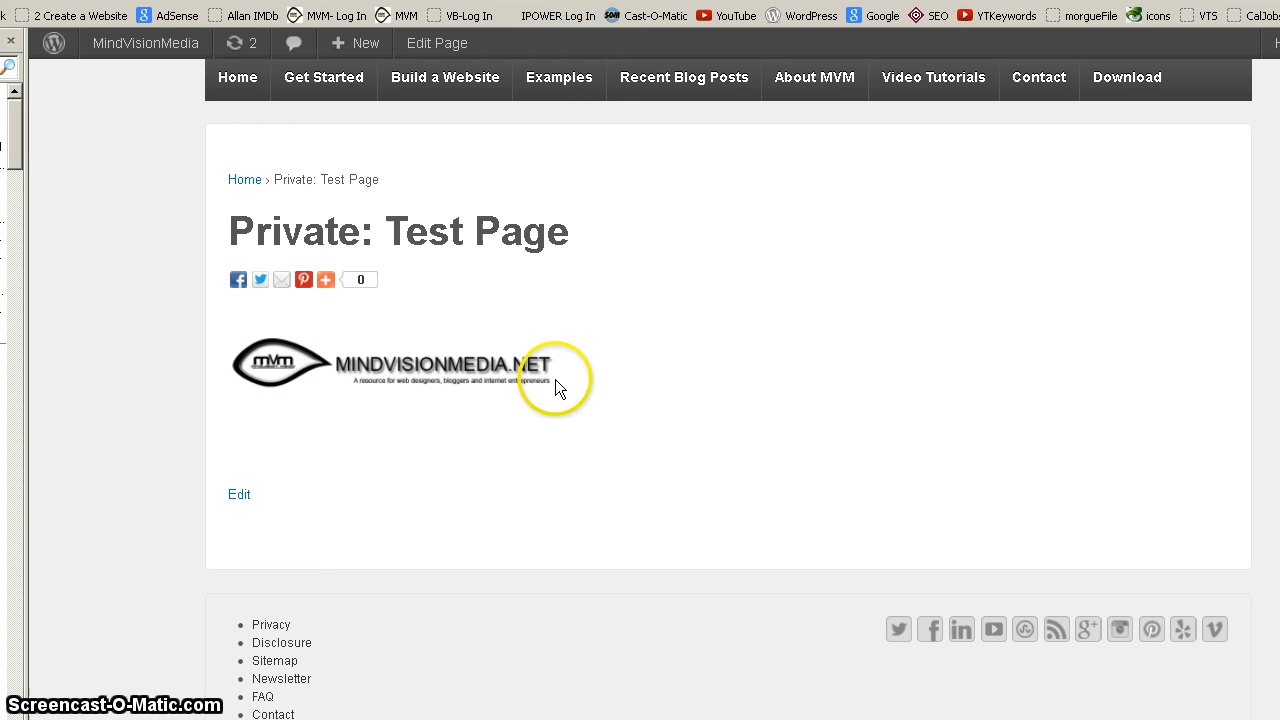 2 Create a Website AdSense Allan IMDb MVM- Log In MVM VB-Log In IPOWER Log In Cast-O-Matic YouTube WordPress Google SEO YTKeywords morgueFile icons VTS CalJob
MindVisionMedia 2 New Edit Page H
Home Get Started Build a Website Examples Recent Blog Posts About MVM Video Tutorials Contact Download
Home › Private: Test Page
Private: Test Page
0
mVm MINDVISIONMEDIA.NET
A resource for web designers, bloggers and internet entrepreneurs
Edit
Privacy
Disclosure
Sitemap
Newsletter
FAQ
Contact
Screencast-O-Matic.com